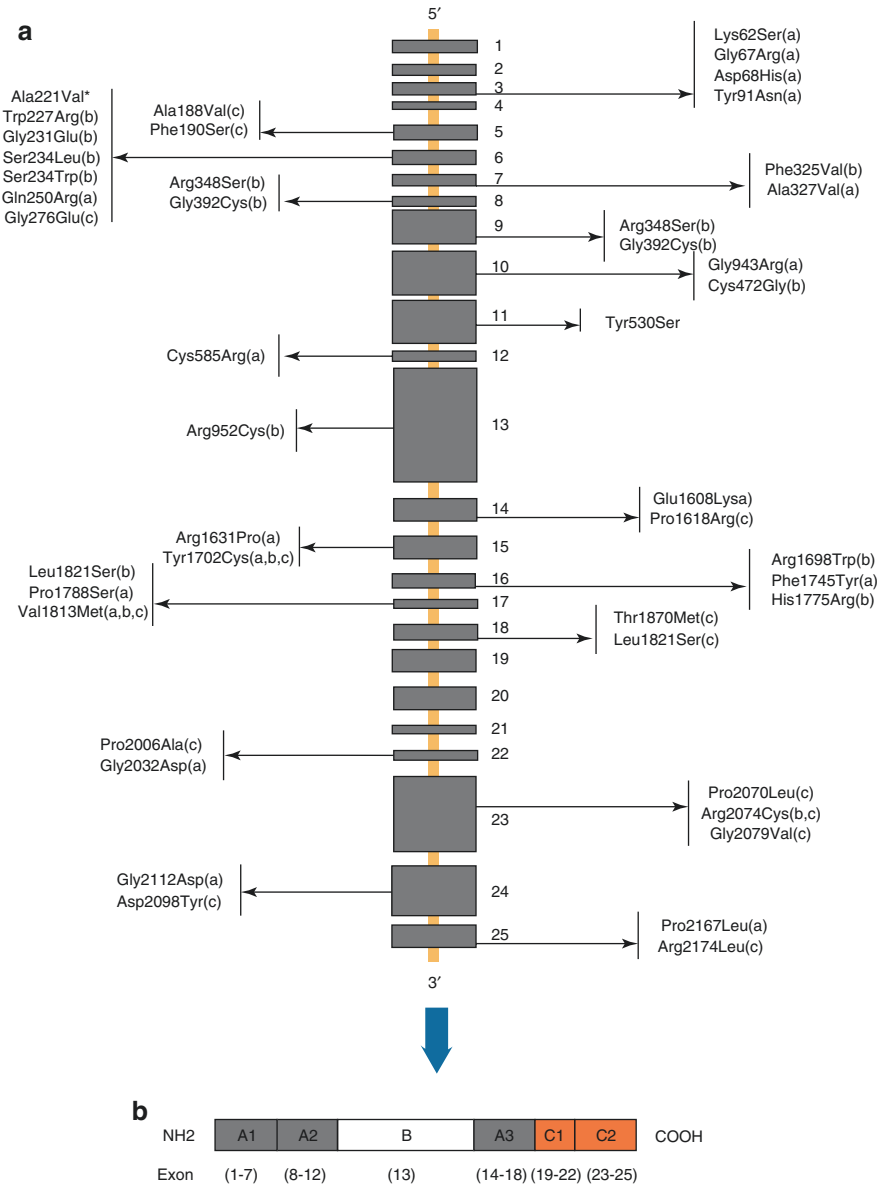 a
5′
1
2
3
4
5
6
7
8
9
10
11
12
13
14
15
16
17
18
19
20
21
22
23
24
25
3′
Lys62Ser(a)
Gly67Arg(a)
Asp68His(a)
Tyr91Asn(a)
Ala188Val(c)
Phe190Ser(c)
Ala221Val*
Trp227Arg(b)
Gly231Glu(b)
Ser234Leu(b)
Ser234Trp(b)
Gln250Arg(a)
Gly276Glu(c)
Phe325Val(b)
Ala327Val(a)
Arg348Ser(b)
Gly392Cys(b)
Arg348Ser(b)
Gly392Cys(b)
Gly943Arg(a)
Cys472Gly(b)
Tyr530Ser
Cys585Arg(a)
Arg952Cys(b)
Glu1608Lysa)
Pro1618Arg(c)
Arg1631Pro(a)
Tyr1702Cys(a,b,c)
Arg1698Trp(b)
Phe1745Tyr(a)
His1775Arg(b)
Leu1821Ser(b)
Pro1788Ser(a)
Val1813Met(a,b,c)
Thr1870Met(c)
Leu1821Ser(c)
Pro2006Ala(c)
Gly2032Asp(a)
Pro2070Leu(c)
Arg2074Cys(b,c)
Gly2079Val(c)
Gly2112Asp(a)
Asp2098Tyr(c)
Pro2167Leu(a)
Arg2174Leu(c)
b
NH2 A1 A2 B A3 C1 C2 COOH
Exon (1-7) (8-12) (13) (14-18) (19-22) (23-25)